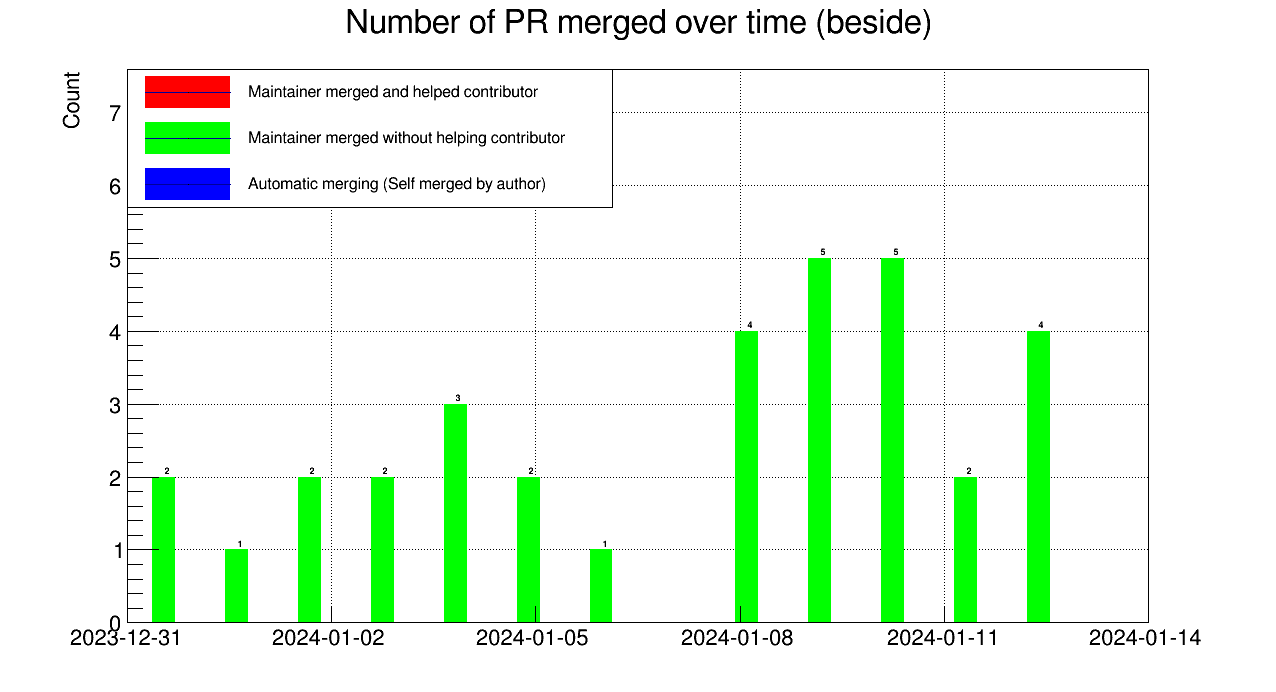 Number of PR merged over time (beside)
Count
Maintainer merged and helped contributor
Maintainer merged without helping contributor
Automatic merging (Self merged by author)
7
6
5
4
3
2
1
0
2 1 2 2 3 2 1 4 5 5 2 4
2023-12-31 2024-01-02 2024-01-05 2024-01-08 2024-01-11 2024-01-14